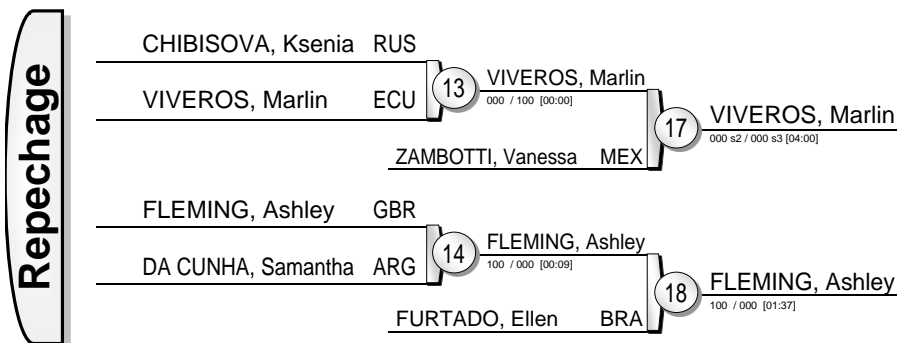 Repechage
CHIBISOVA, Ksenia RUS
VIVEROS, Marlin ECU
13
VIVEROS, Marlin
000 / 100 [00:00]
ZAMBOTTI, Vanessa MEX
17
VIVEROS, Marlin
000 s2 / 000 s3 [04:00]
FLEMING, Ashley GBR
DA CUNHA, Samantha ARG
14
FLEMING, Ashley
100 / 000 [00:09]
FURTADO, Ellen BRA
18
FLEMING, Ashley
100 / 000 [01:37]